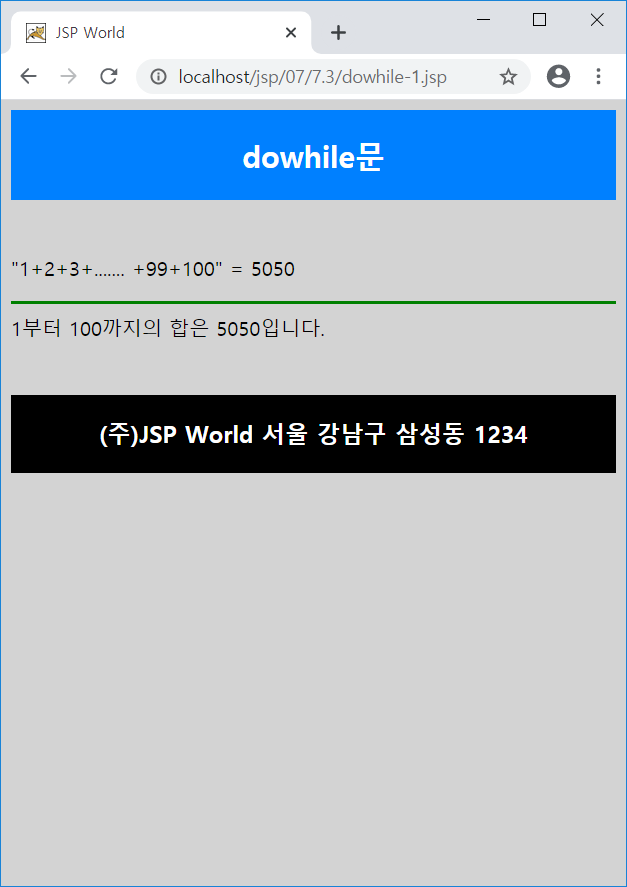 JSP World
localhost/jsp/07/7.3/dowhile-1.jsp
dowhile문
"1+2+3+....... +99+100" = 5050
1부터 100까지의 합은 5050입니다.
(주)JSP World 서울 강남구 삼성동 1234